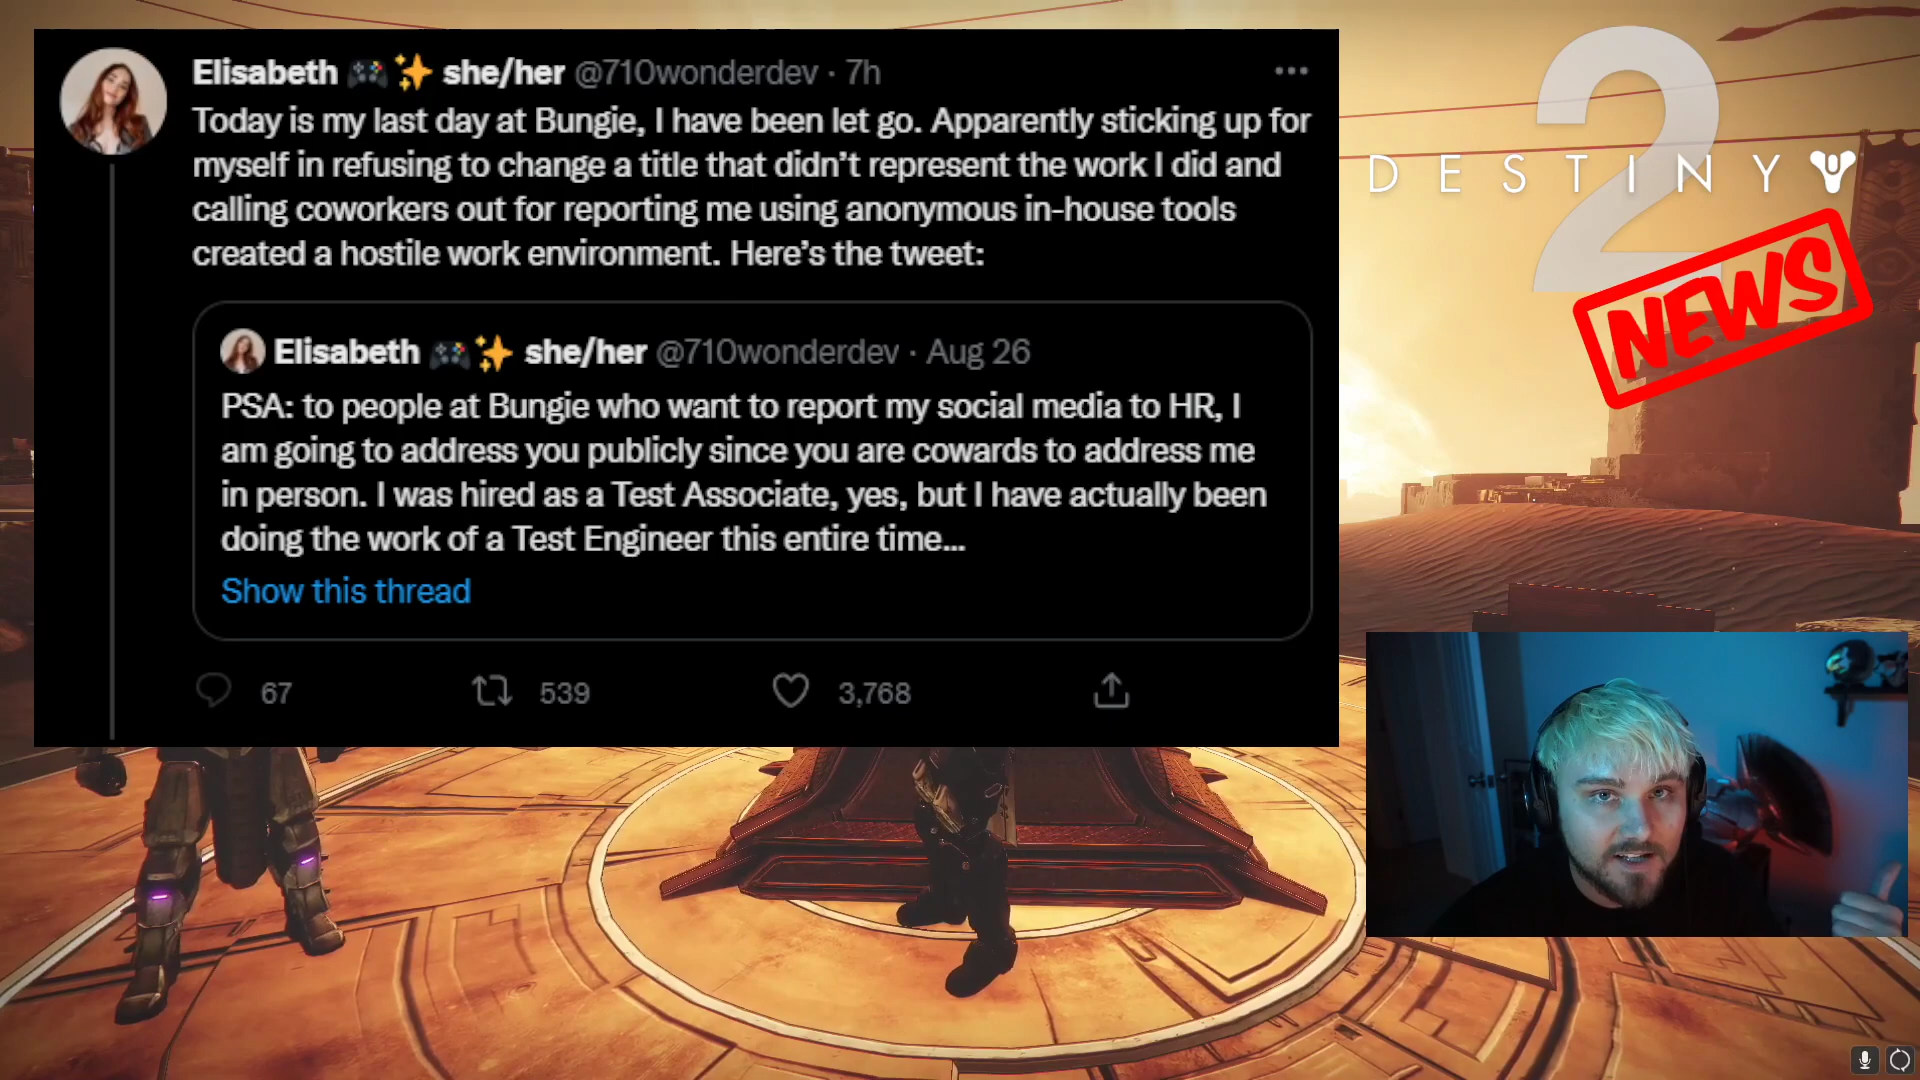 Elisabeth 🎮✨ she/her @710wonderdev · 7h
Today is my last day at Bungie, I have been let go. Apparently sticking up for
myself in refusing to change a title that didn’t represent the work I did and
calling coworkers out for reporting me using anonymous in-house tools
created a hostile work environment. Here’s the tweet:
Elisabeth 🎮✨ she/her @710wonderdev · Aug 26
PSA: to people at Bungie who want to report my social media to HR, I
am going to address you publicly since you are cowards to address me
in person. I was hired as a Test Associate, yes, but I have actually been
doing the work of a Test Engineer this entire time...
Show this thread
67 539 3,768
2
DESTINY
NEWS